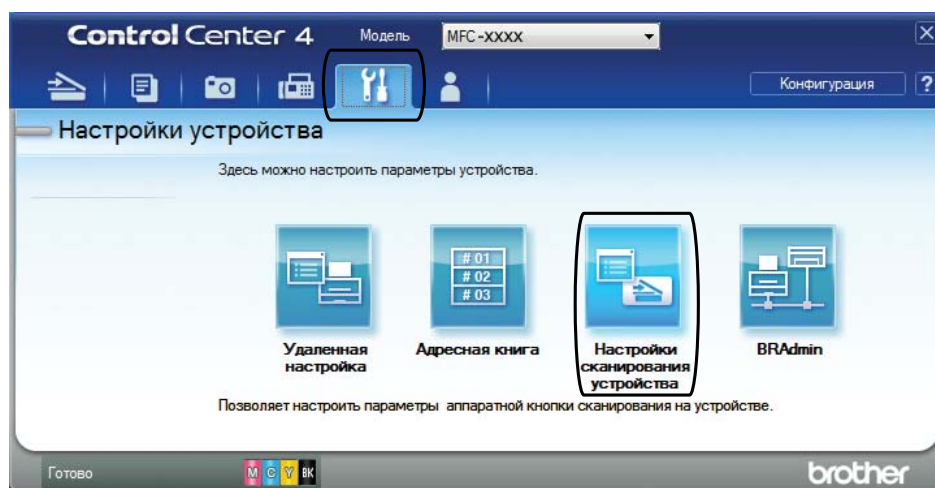 Control Center 4 Модель MFC-XXXX
Конфигурация ?
Настройки устройства
Здесь можно настроить параметры устройства.
# 01
# 02
# 03
Удаленная
настройка
Адресная книга
Настройки
сканирования
устройства
BRAdmin
Позволяет настроить параметры аппаратной кнопки сканирования на устройстве.
Готово M C Y BK brother